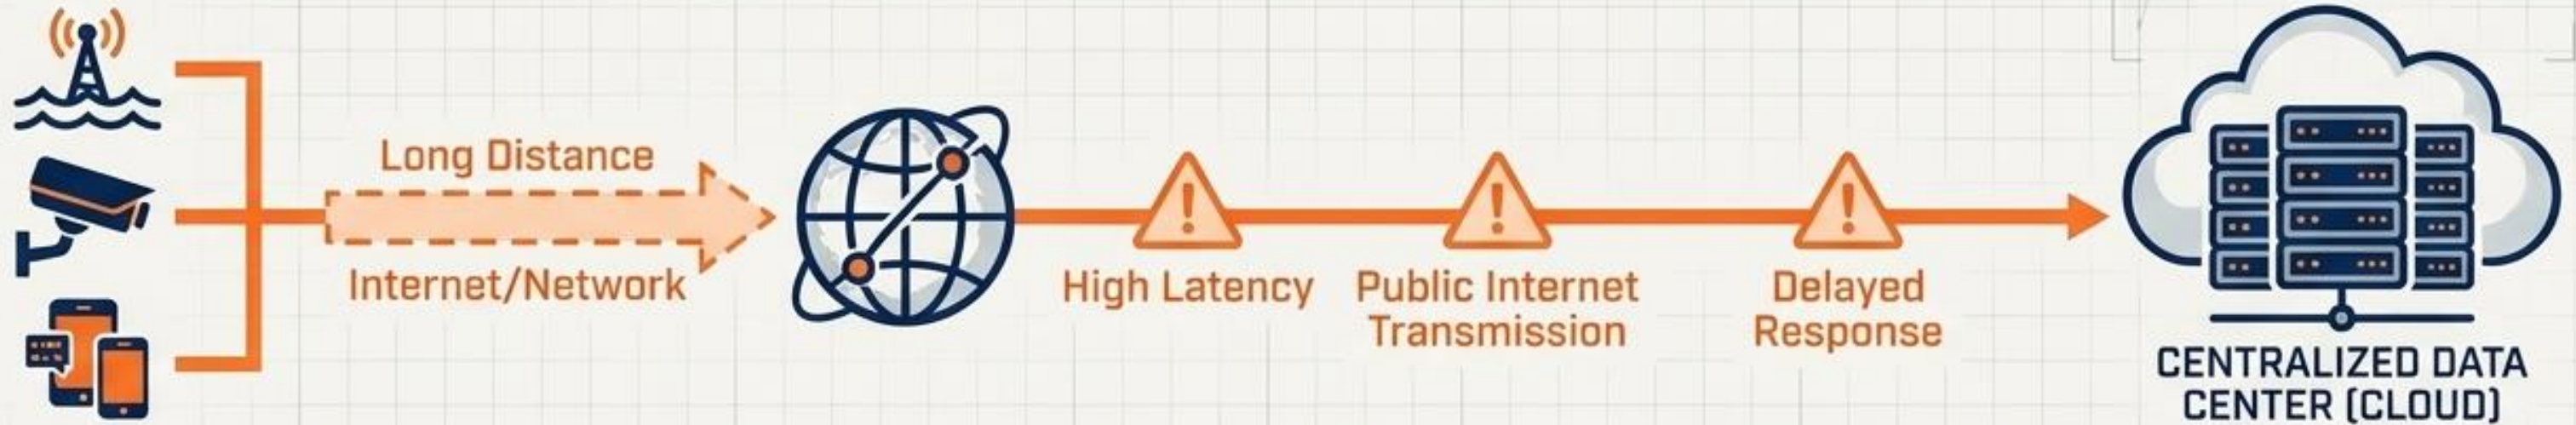 Long Distance
Internet/Network
High Latency
Public Internet
Transmission
Delayed
Response
CENTRALIZED DATA
CENTER (CLOUD)